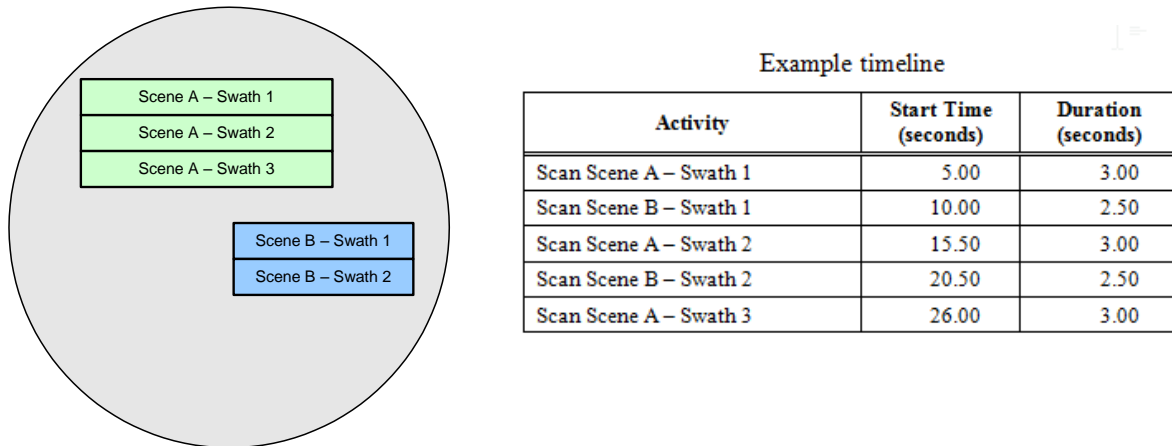 Scene A – Swath 1
Scene A – Swath 2
Scene A – Swath 3
Scene B – Swath 1
Scene B – Swath 2
Example timeline
Activity Start Time (seconds) Duration (seconds)
Scan Scene A – Swath 1 5.00 3.00
Scan Scene B – Swath 1 10.00 2.50
Scan Scene A – Swath 2 15.50 3.00
Scan Scene B – Swath 2 20.50 2.50
Scan Scene A – Swath 3 26.00 3.00